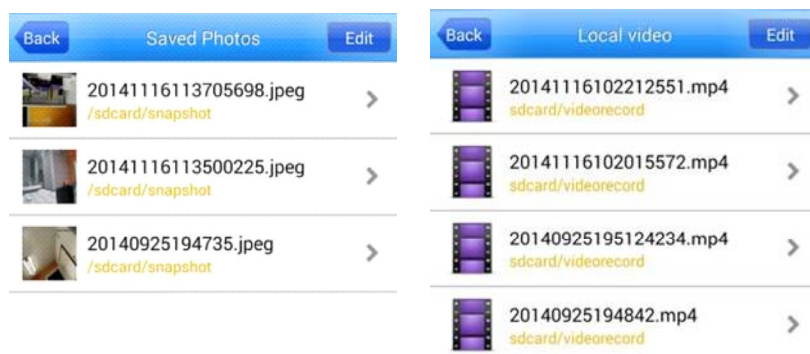 Back Saved Photos Edit
20141116113705698.jpeg
/sdcard/snapshot
20141116113500225.jpeg
/sdcard/snapshot
20140925194735.jpeg
/sdcard/snapshot
Back Local video Edit
20141116102212551.mp4
sdcard/videorecord
20141116102015572.mp4
sdcard/videorecord
20140925195124234.mp4
sdcard/videorecord
20140925194842.mp4
sdcard/videorecord